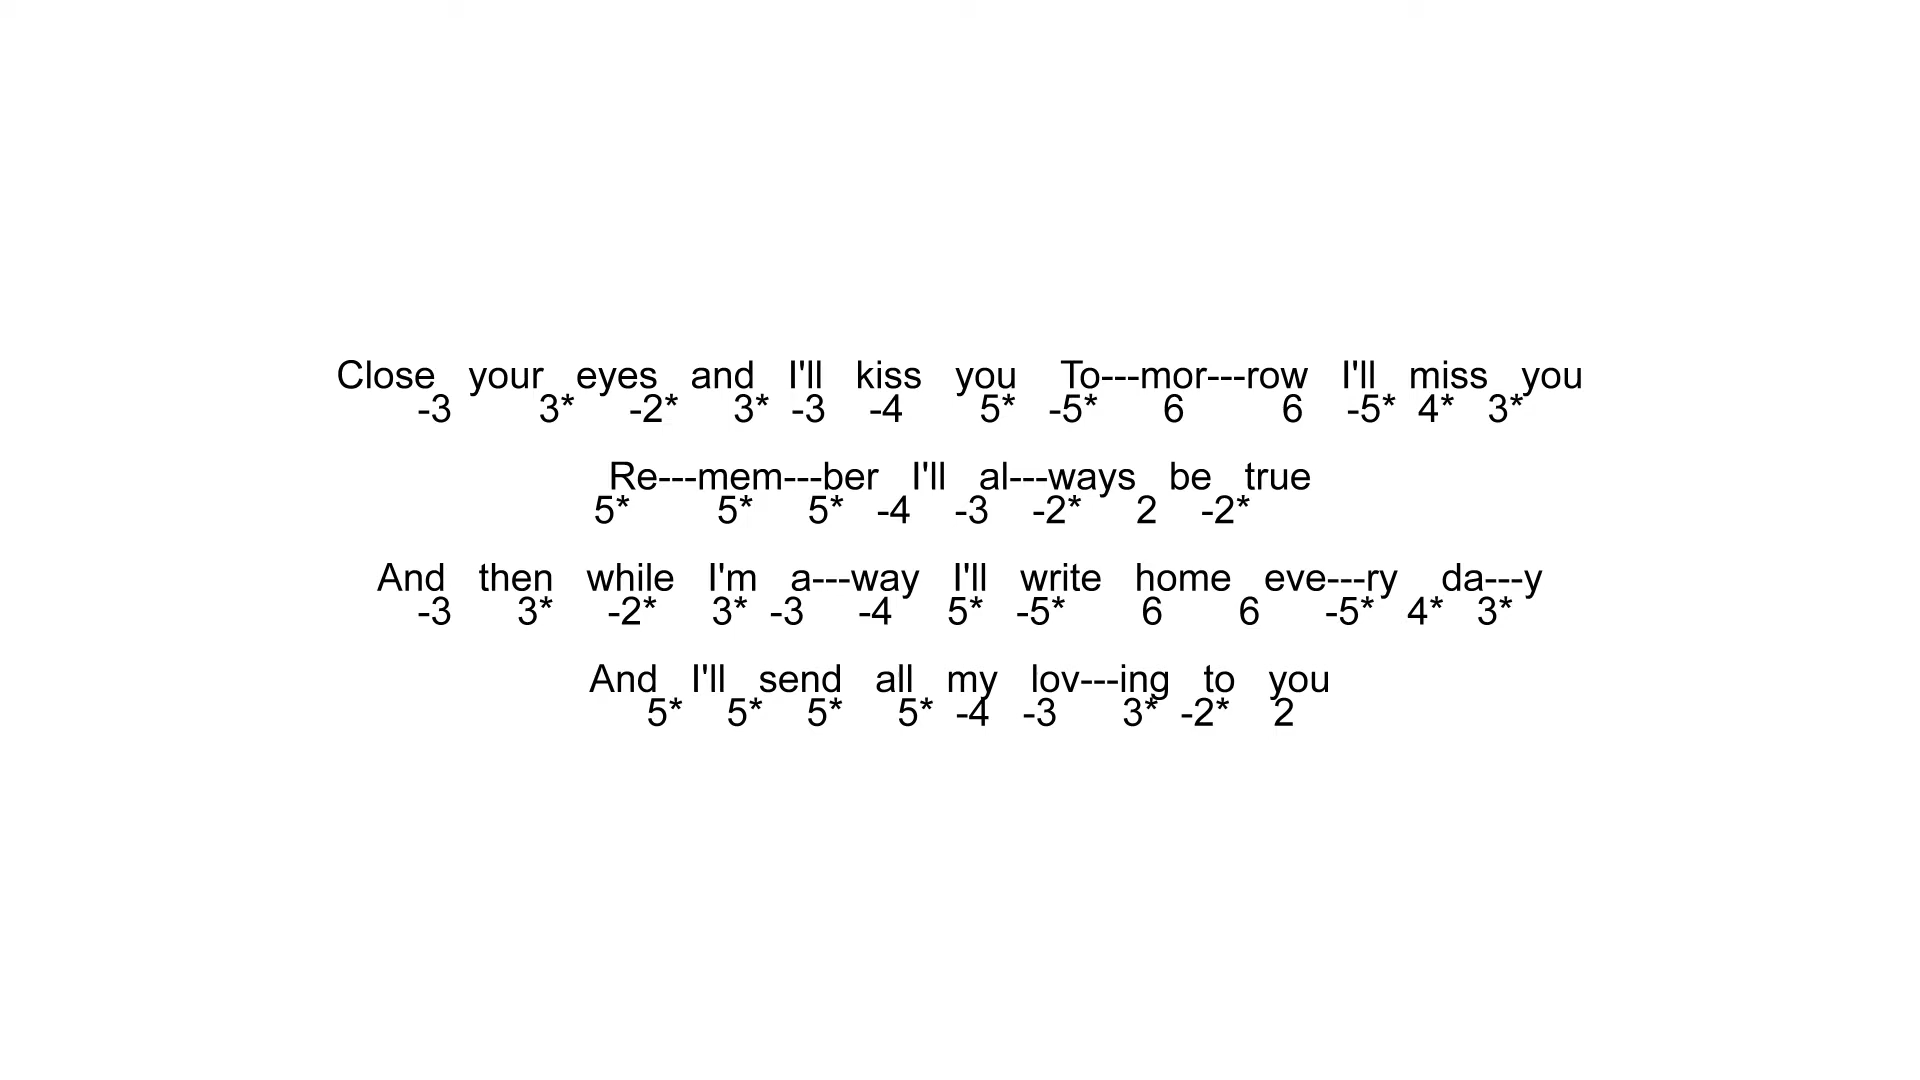 Close your eyes and I'll kiss you To---mor---row I'll miss you
-3 3* -2* 3* -3 -4 5* -5* 6 6 -5* 4* 3*
Re---mem---ber I'll al---ways be true
5* 5* 5* -4 -3 -2* 2 -2*
And then while I'm a---way I'll write home eve---ry da---y
-3 3* -2* 3* -3 -4 5* -5* 6 6 -5* 4* 3*
And I'll send all my lov---ing to you
5* 5* 5* 5* -4 -3 3* -2* 2